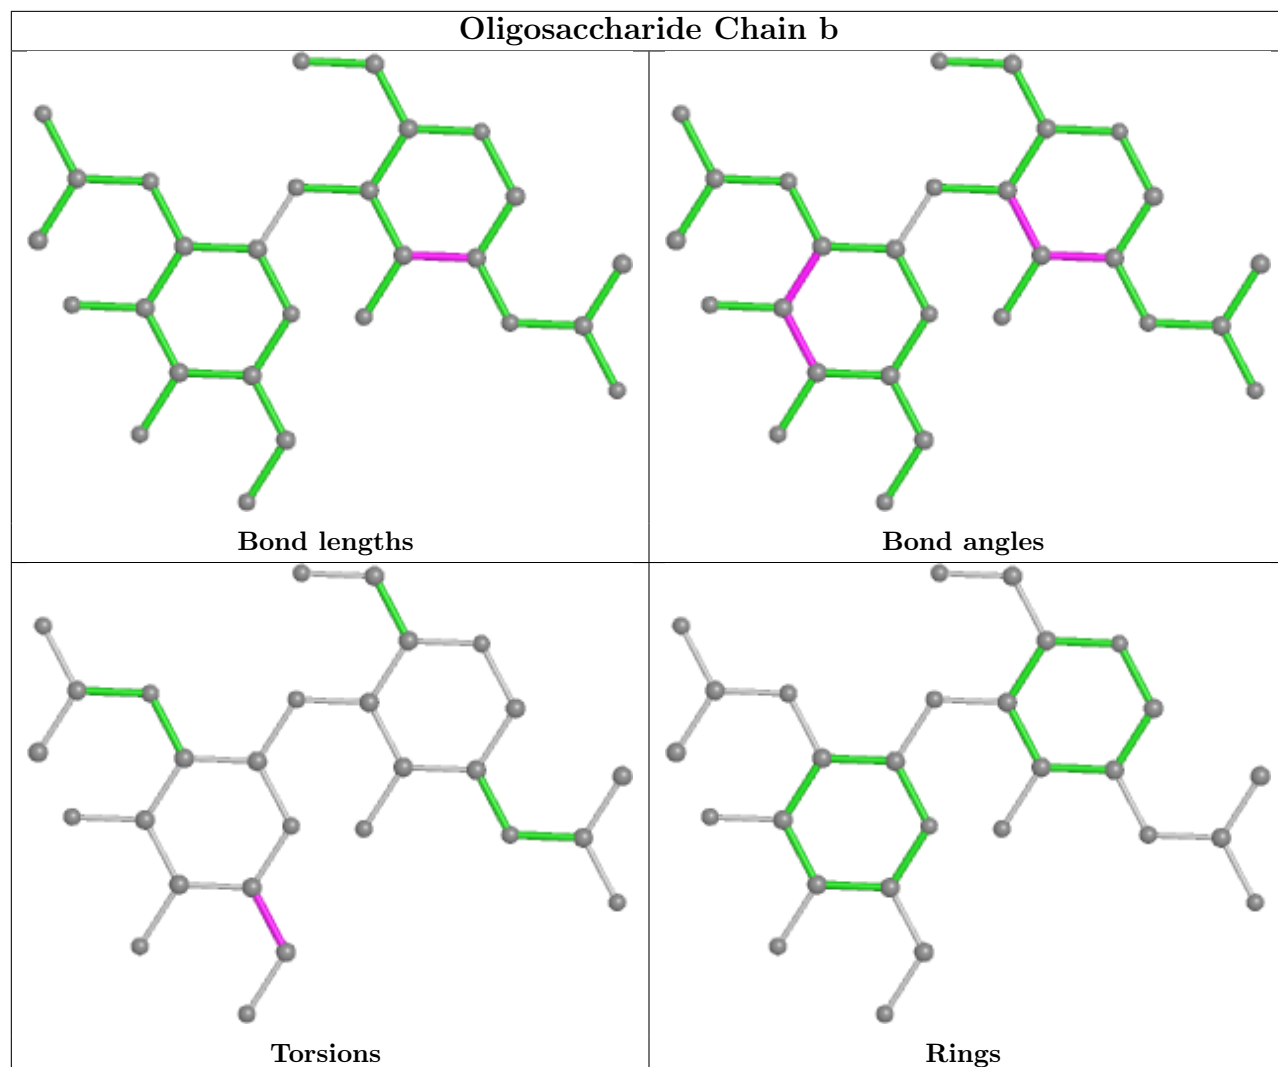 Oligosaccharide Chain b
Bond lengths
Bond angles
Torsions
Rings